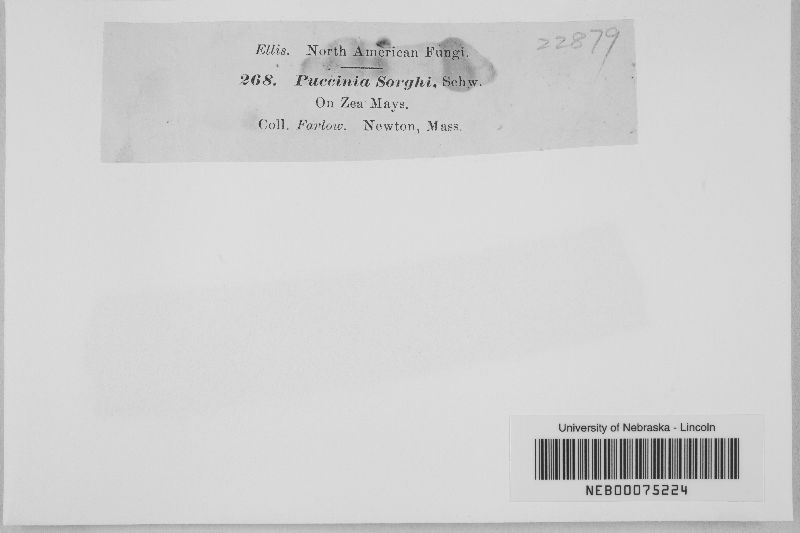 Ellis. North American Fungi.
22879
268. Puccinia Sorghi, Schw.
On Zea Mays.
Coll. Farlow. Newton, Mass.
University of Nebraska - Lincoln
NEB00075224